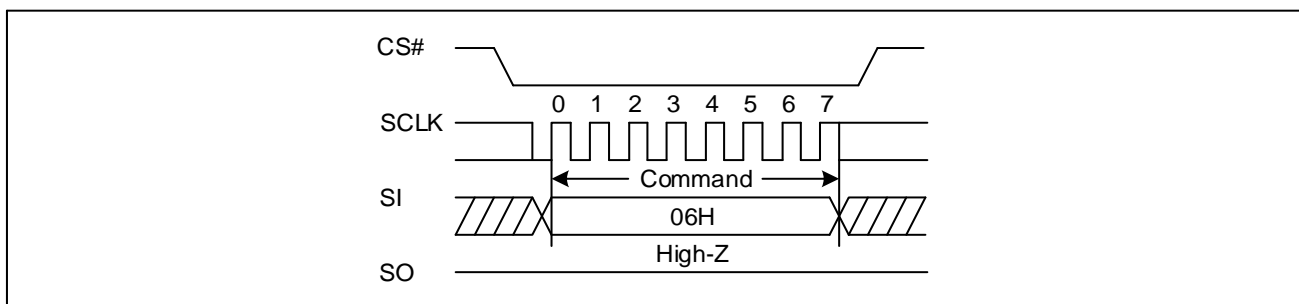 CS#
0 1 2 3 4 5 6 7
SCLK
Command
SI
06H
High-Z
SO